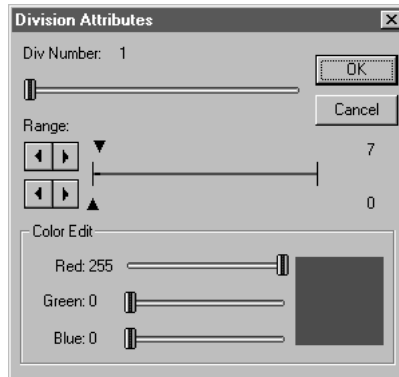 Division Attributes
Div Number: 1
OK
Cancel
Range:
7
0
Color Edit
Red: 255
Green: 0
Blue: 0